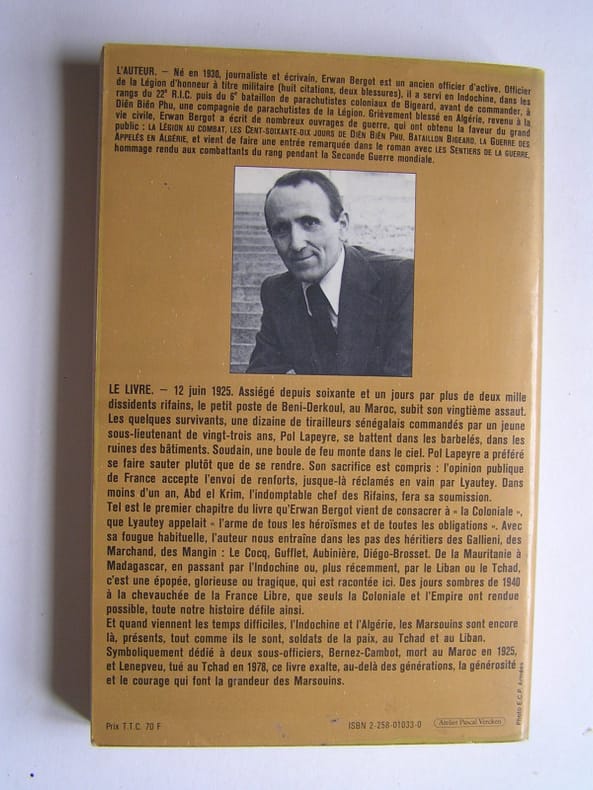 L'AUTEUR. – Né en 1930, journaliste et écrivain, Erwan Bergot est un ancien officier d'active. Officier
de la Légion d'honneur à titre militaire (huit citations, deux blessures), il a servi en Indochine, dans les
rangs du 22e R.I.C. puis du 6e bataillon de parachutistes coloniaux de Bigeard, avant de commander, à
Diên Biên Phu, une compagnie de parachutistes de la Légion. Grièvement blessé en Algérie, revenu à la
vie civile, Erwan Bergot a écrit de nombreux ouvrages de guerre, qui ont obtenu la faveur du grand
public : LA LÉGION AU COMBAT, LES CENT-SOIXANTE-DIX JOURS DE DIÊN BIÊN PHU, BATAILLON BIGEARD, LA GUERRE DES
APPELÉS EN ALGÉRIE, et vient de faire une entrée remarquée dans le roman avec LES SENTIERS DE LA GUERRE,
hommage rendu aux combattants du rang pendant la Seconde Guerre mondiale.
LE LIVRE. – 12 juin 1925. Assiégé depuis soixante et un jours par plus de deux mille
dissidents rifains, le petit poste de Beni-Derkoul, au Maroc, subit son vingtième assaut.
Les quelques survivants, une dizaine de tirailleurs sénégalais commandés par un jeune
sous-lieutenant de vingt-trois ans, Pol Lapeyre, se battent dans les barbelés, dans les
ruines des bâtiments. Soudain, une boule de feu monte dans le ciel. Pol Lapeyre a préféré
se faire sauter plutôt que de se rendre. Son sacrifice est compris : l'opinion publique
de France accepte l'envoi de renforts, jusque-là réclamés en vain par Lyautey. Dans
moins d'un an, Abd el Krim, l'indomptable chef des Rifains, fera sa soumission.
Tel est le premier chapitre du livre qu'Erwan Bergot vient de consacrer à « la Coloniale »,
que Lyautey appelait « l'arme de tous les héroïsmes et de toutes les obligations ». Avec
sa fougue habituelle, l'auteur nous entraîne dans les pas des héritiers des Gallieni, des
Marchand, des Mangin : Le Cocq, Gufflet, Aubinière, Diégo-Brosset. De la Mauritanie à
Madagascar, en passant par l'Indochine ou, plus récemment, par le Liban ou le Tchad,
c'est une épopée, glorieuse ou tragique, qui est racontée ici. Des jours sombres de 1940
à la chevauchée de la France Libre, que seuls la Coloniale et l'Empire ont rendue
possible, toute notre histoire défile ainsi.
Et quand viennent les temps difficiles, l'Indochine et l'Algérie, les Marsouins sont encore
là, présents, tout comme ils le sont, soldats de la paix, au Tchad et au Liban.
Symboliquement dédié à deux sous-officiers, Bernez-Cambot, mort au Maroc en 1925,
et Lenepveu, tué au Tchad en 1978, ce livre exalte, au-delà des générations, la générosité
et le courage qui font la grandeur des Marsouins.
Photo E.C.P. Armées
Prix T.T.C. 70 F
ISBN 2-258-01033-0
Atelier Pascal Vercken